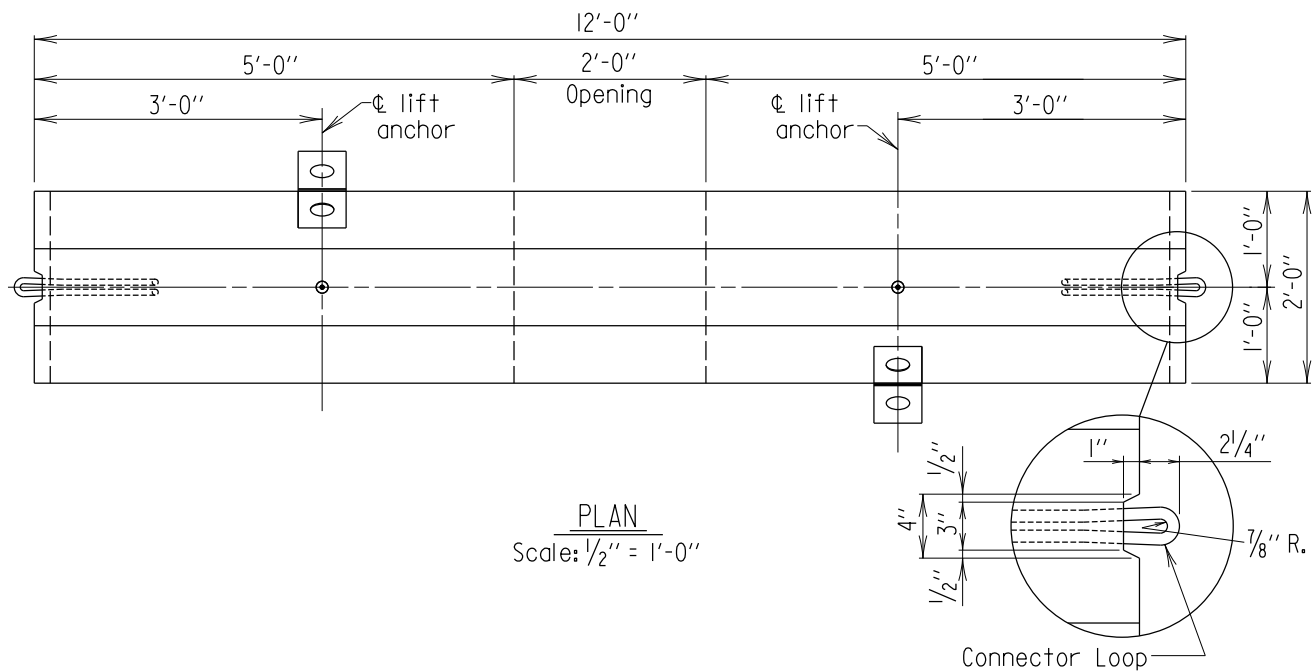 12'-0"
5'-0"
2'-0"
5'-0"
Opening
3'-0"
℄ lift
anchor
℄ lift
anchor
3'-0"
1'-0"
2'-0"
1'-0"
1/2"
1"
2 1/4"
4"
3"
7/8" R.
1/2"
PLAN
Scale: 1/2" = 1'-0"
Connector Loop